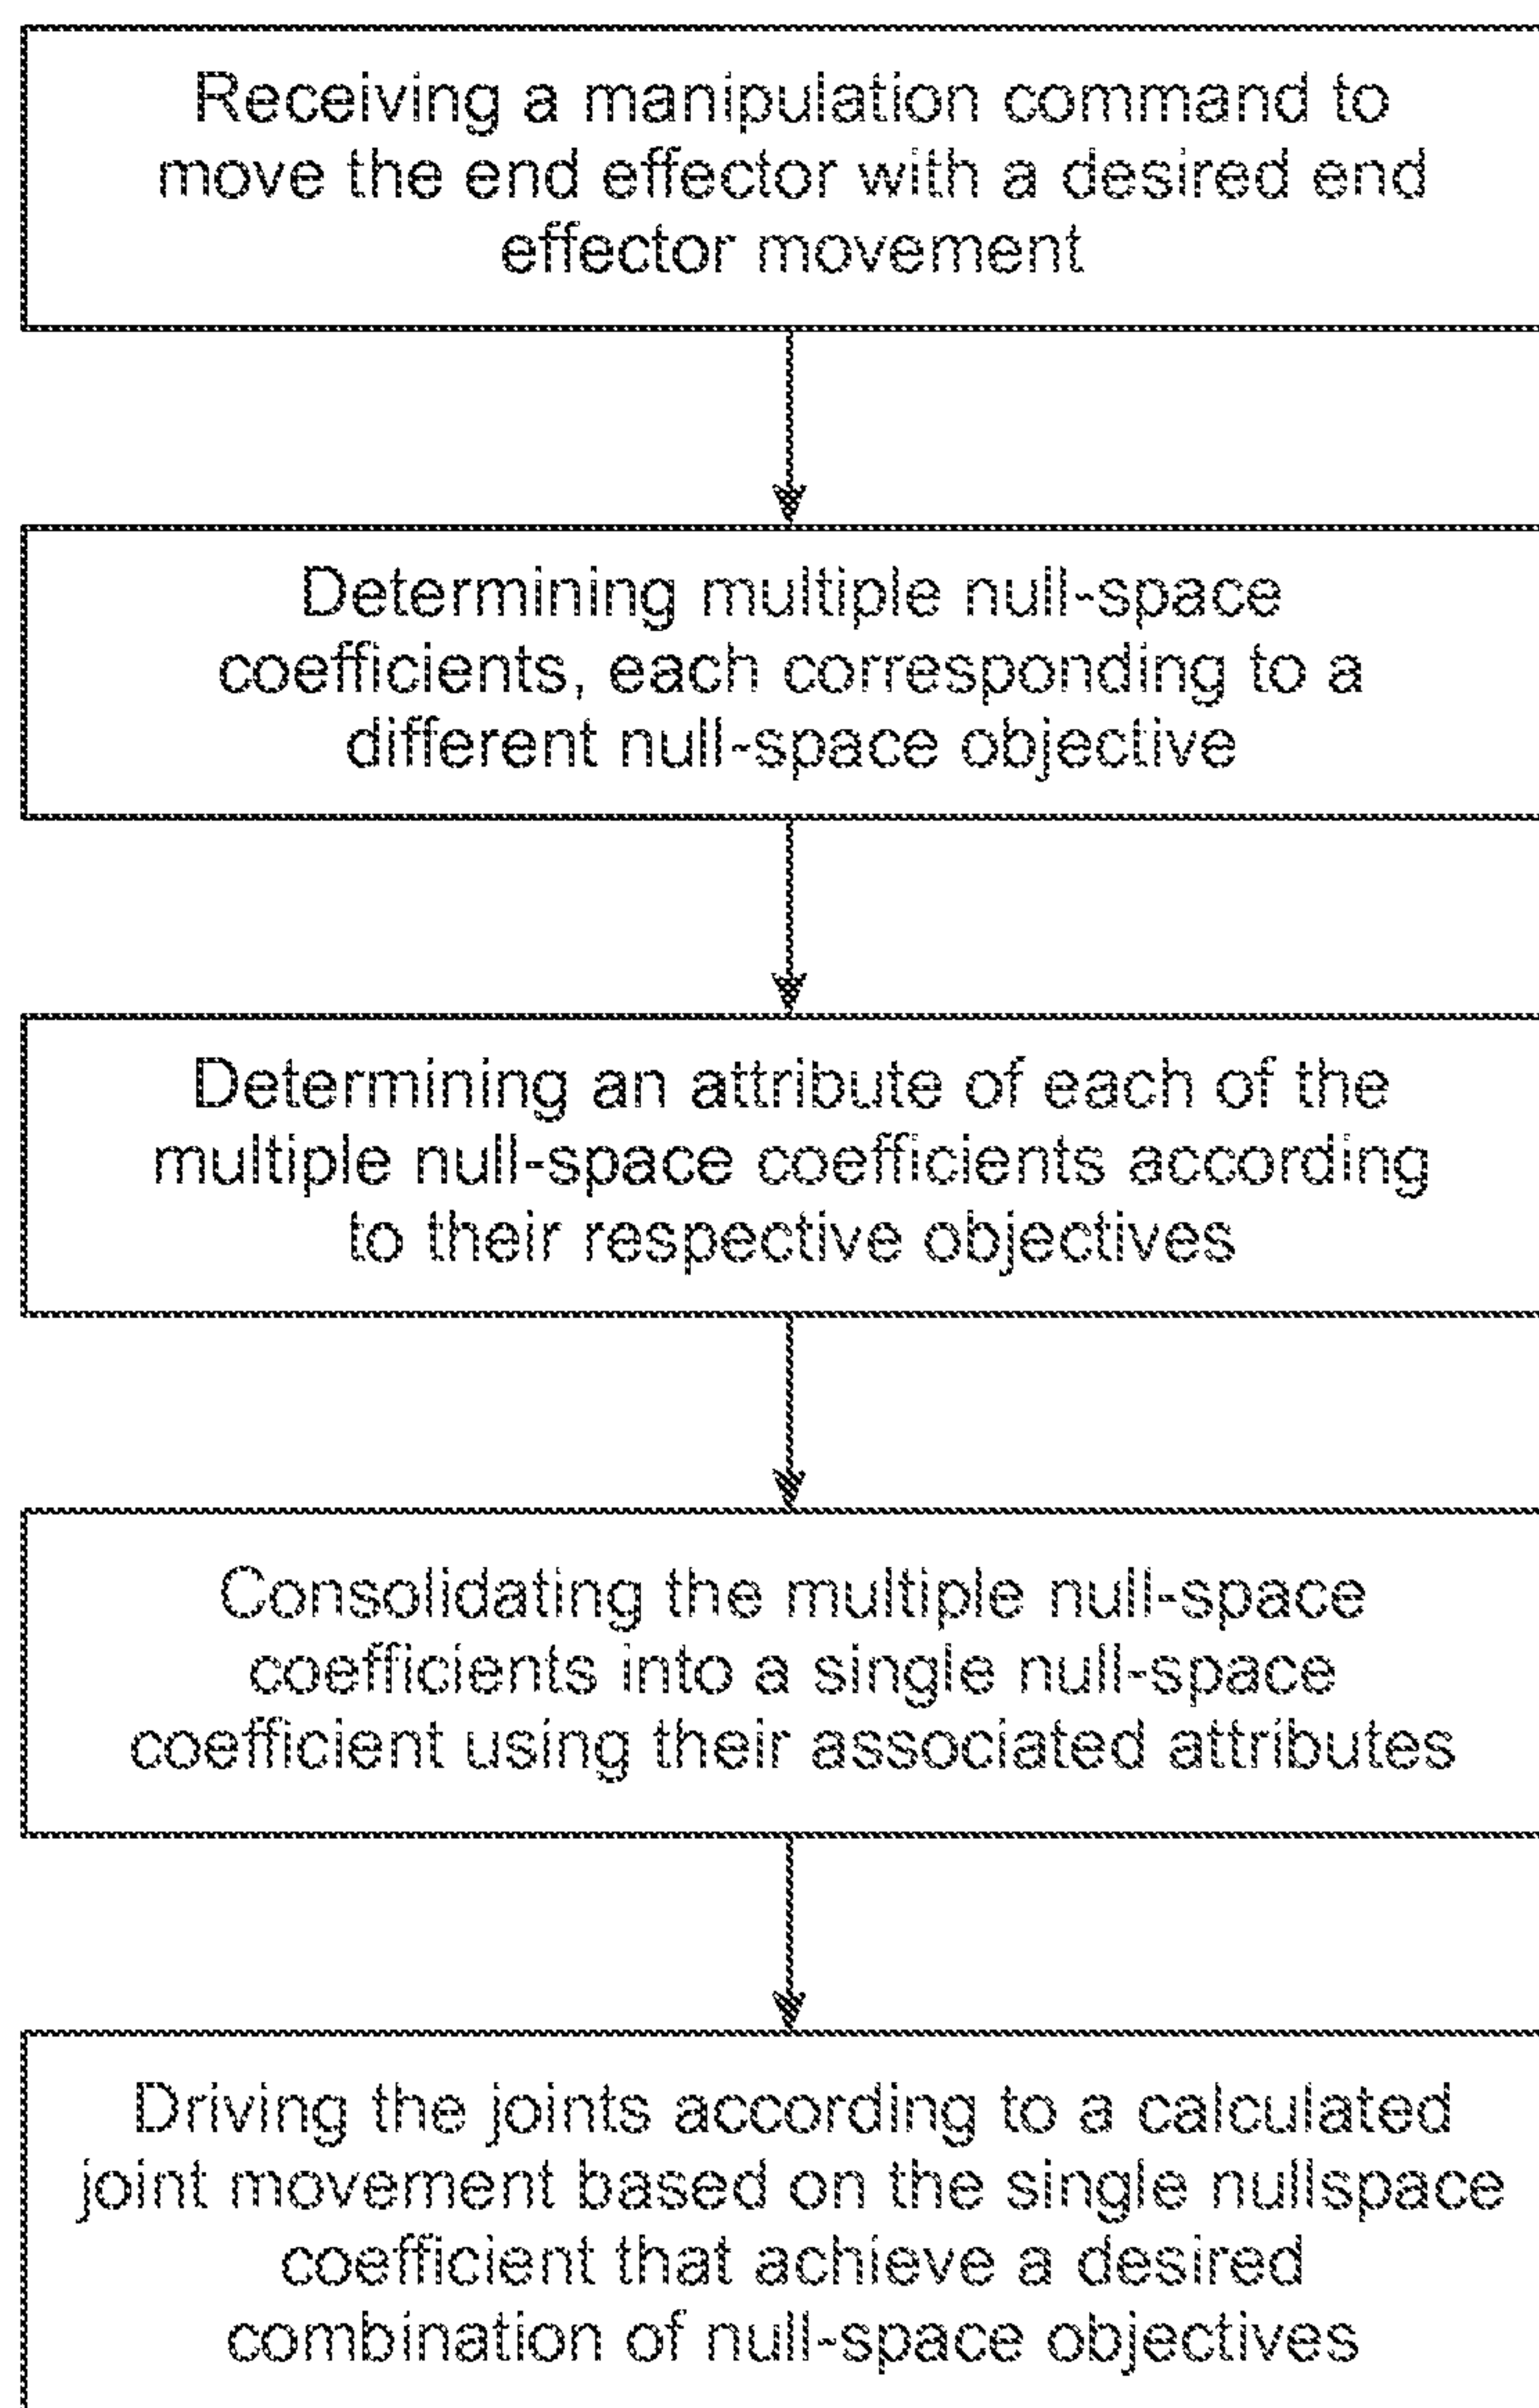 Receiving a manipulation command to
move the end effector with a desired end
effector movement
Determining multiple null-space
coefficients, each corresponding to a
different null-space objective
Determining an attribute of each of the
multiple null-space coefficients according
to their respective objectives
Consolidating the multiple null-space
coefficients into a single null-space
coefficient using their associated attributes
Driving the joints according to a calculated
joint movement based on the single nullspace
coefficient that achieve a desired
combination of null-space objectives